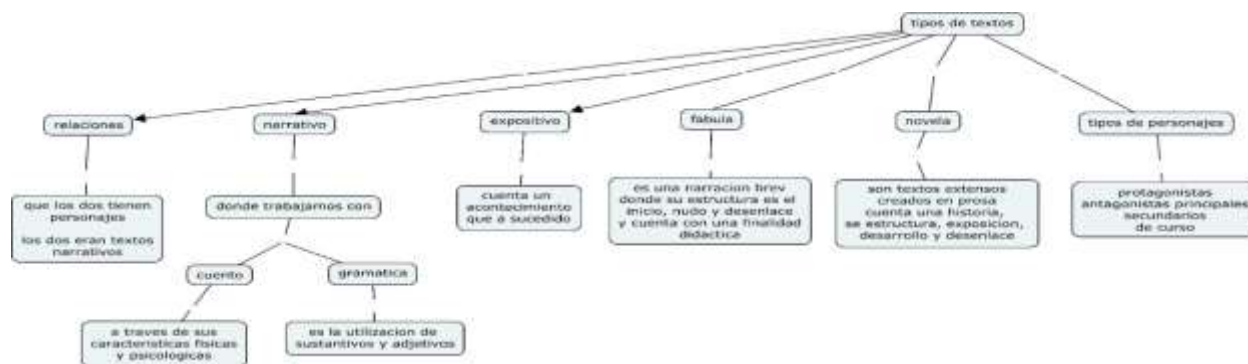 tipos de textos
relaciones
narrativo
expositivo
fabula
novela
tipos de personajes
que los dos tienen
personajes
los dos eran textos
narrativos
donde trabajamos con
cuenta un
acontecimiento
que a sucedido
es una narracion brev
donde su estructura es el
inicio, nudo y desenlace
y cuenta con una finalidad
didactica
son textos extensos
creados en prosa
cuenta una historia,
se estructura, exposicion,
desarrollo y desenlace
protagonistas
antagonistas principales
secundarios
de curso
cuento
gramatica
a traves de sus
caracteristicas fisicas
y psicologicas
es la utilizacion de
sustantivos y adjetivos